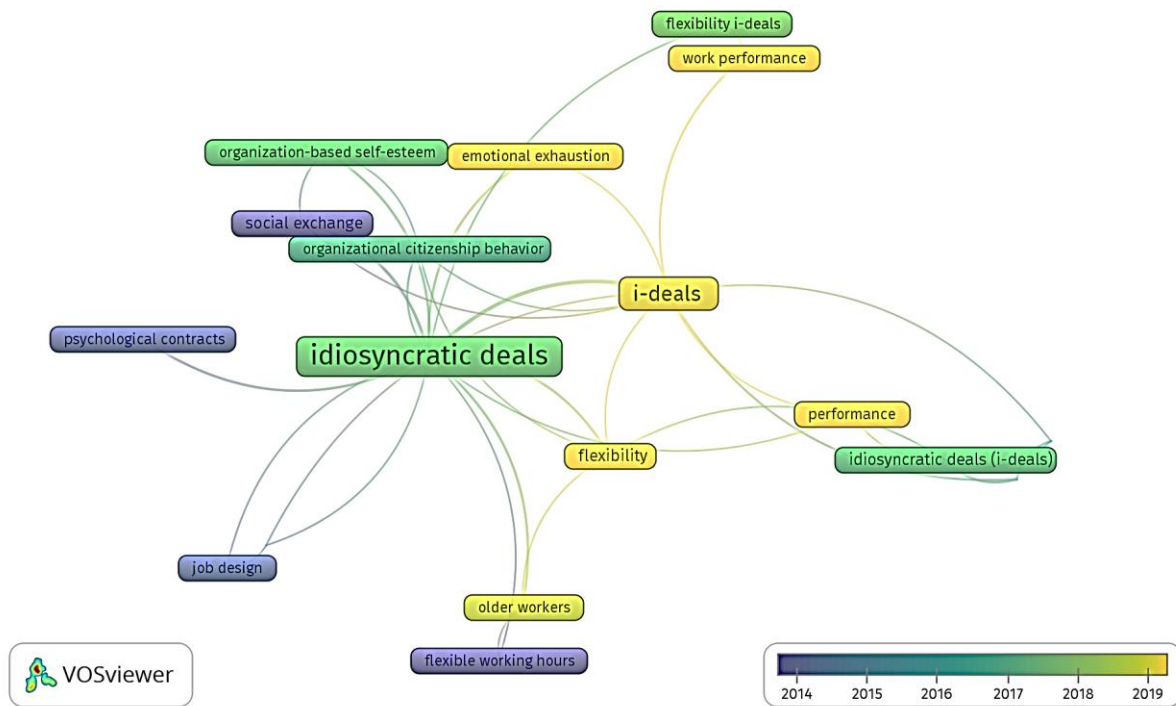 flexibility i-deals
work performance
organization-based self-esteem
emotional exhaustion
social exchange
organizational citizenship behavior
i-deals
psychological contracts
idiosyncratic deals
performance
flexibility
idiosyncratic deals (i-deals)
job design
older workers
flexible working hours
VOSviewer
2014 2015 2016 2017 2018 2019